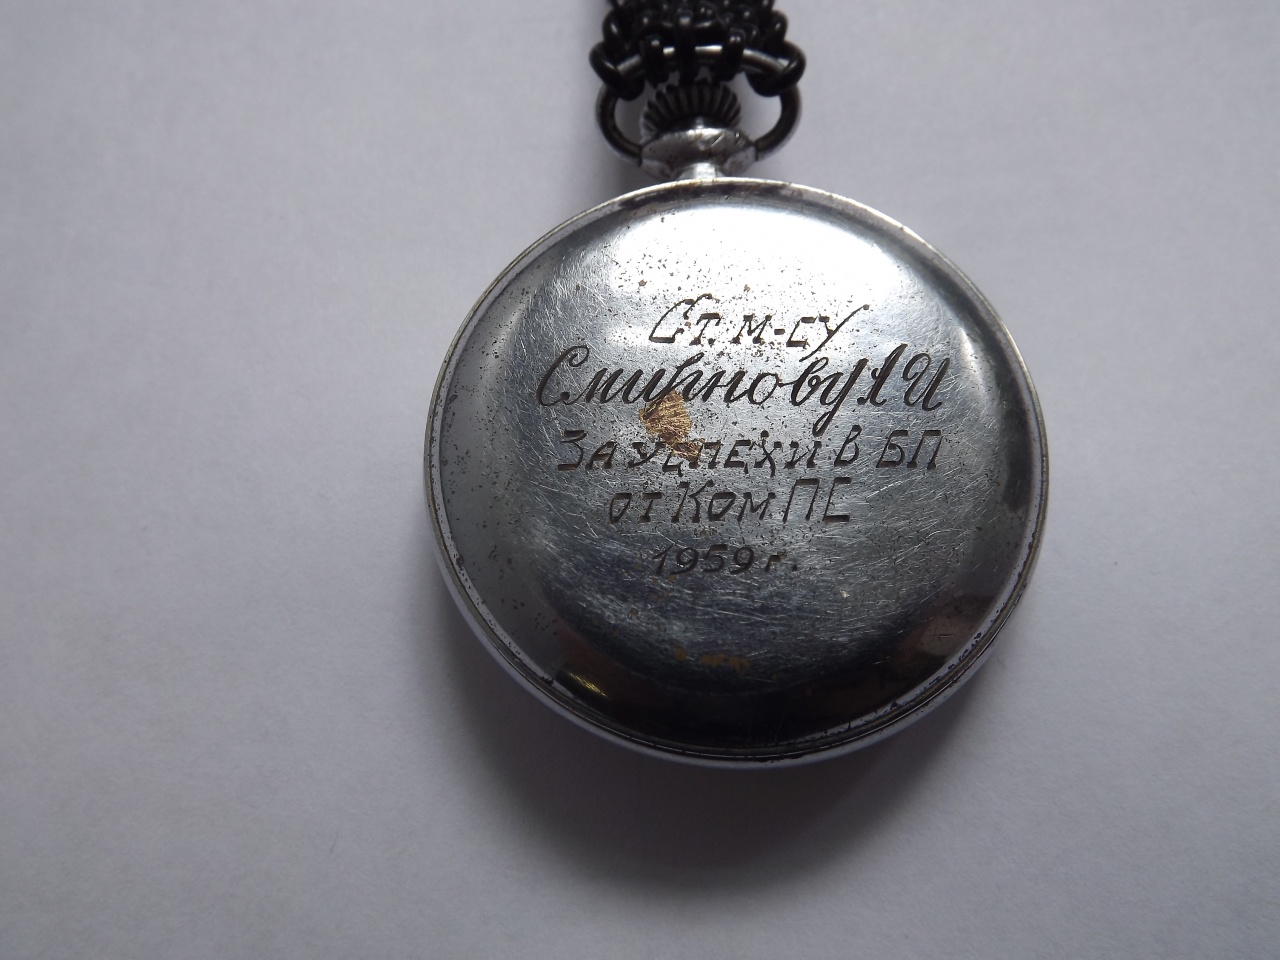 Ст. м-су
Смирнову А И
За успехи в БП
от Ком ПС
1959 г.